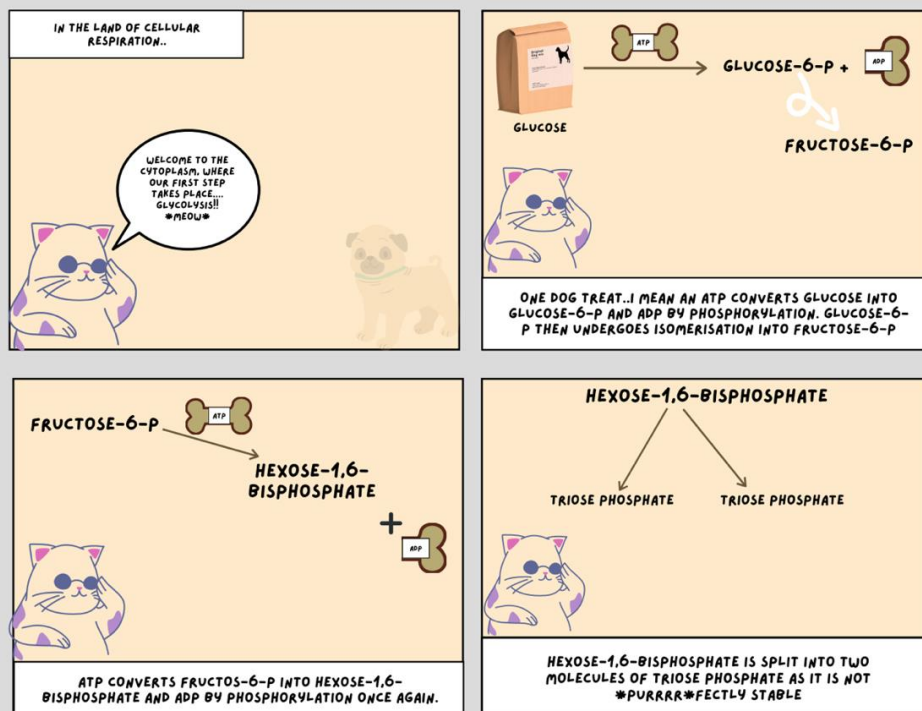 IN THE LAND OF CELLULAR
RESPIRATION..
WELCOME TO THE
CYTOPLASM, WHERE
OUR FIRST STEP
TAKES PLACE....
GLYCOLYSIS!!
*MEOW*
ATP
GLUCOSE-6-P +
ADP
GLUCOSE
FRUCTOSE-6-P
ONE DOG TREAT..I MEAN AN ATP CONVERTS GLUCOSE INTO
GLUCOSE-6-P AND ADP BY PHOSPHORYLATION. GLUCOSE-6-
P THEN UNDERGOES ISOMERISATION INTO FRUCTOSE-6-P
FRUCTOSE-6-P
ATP
HEXOSE-1,6-
BISPHOSPHATE
+
ADP
ATP CONVERTS FRUCTOS-6-P INTO HEXOSE-1,6-
BISPHOSPHATE AND ADP BY PHOSPHORYLATION ONCE AGAIN.
HEXOSE-1,6-BISPHOSPHATE
TRIOSE PHOSPHATE TRIOSE PHOSPHATE
HEXOSE-1,6-BISPHOSPHATE IS SPLIT INTO TWO
MOLECULES OF TRIOSE PHOSPHATE AS IT IS NOT
*PURRRR*FECTLY STABLE